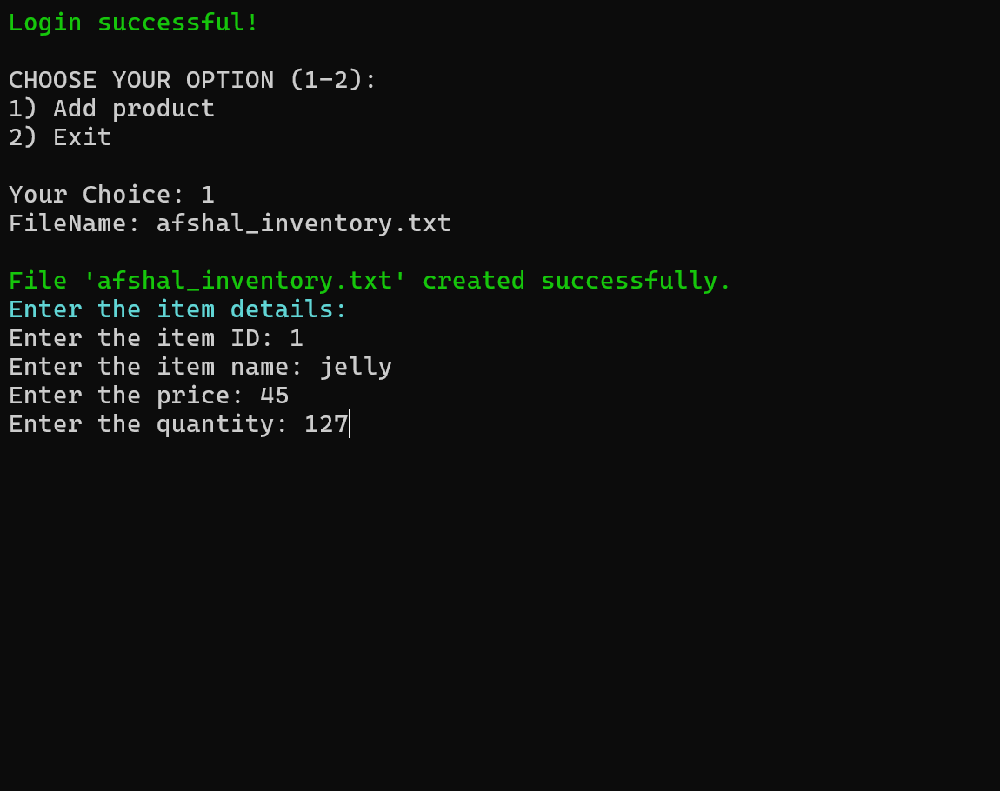 Login successful!
CHOOSE YOUR OPTION (1-2):
1) Add product
2) Exit
Your Choice: 1
FileName: afshal_inventory.txt
File 'afshal_inventory.txt' created successfully.
Enter the item details:
Enter the item ID: 1
Enter the item name: jelly
Enter the price: 45
Enter the quantity: 127